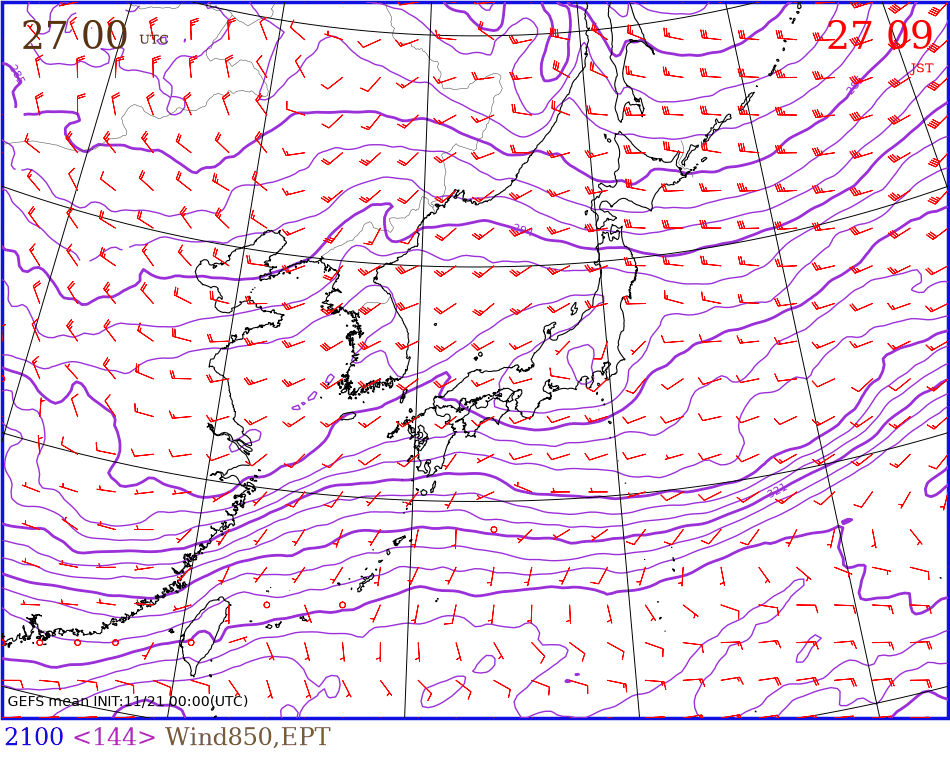 27 00 UTC
27 09
JST
GEFS mean INIT:11/21 00:00(UTC)
2100 <144> Wind850,EPT